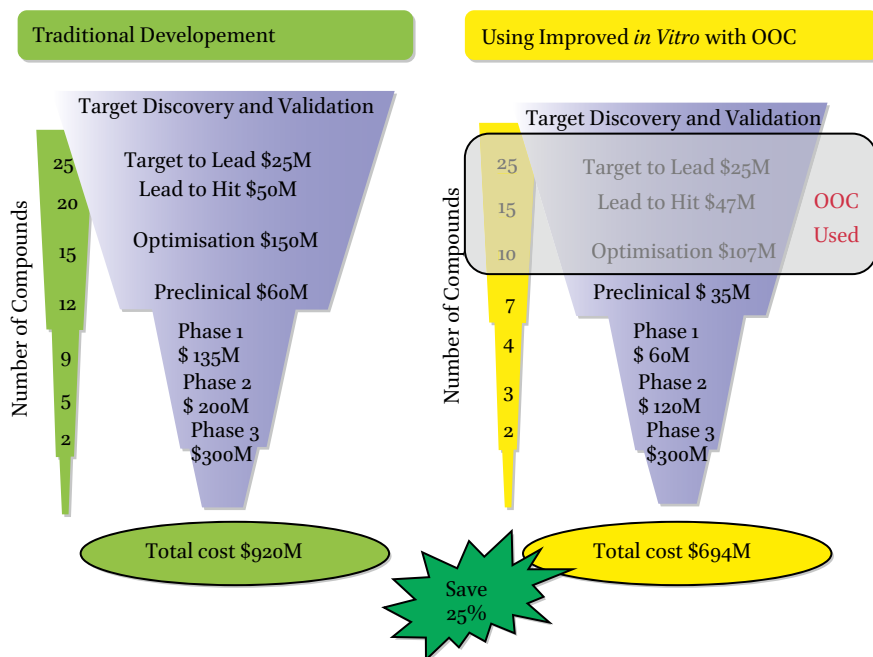 Traditional Developement
Target Discovery and Validation
Number of Compounds
25
Target to Lead $25M
Lead to Hit $50M
20
15
Optimisation $150M
12
Preclinical $60M
9
Phase 1
$ 135M
5
Phase 2
$ 200M
2
Phase 3
$300M
Total cost $920M
Using Improved in Vitro with OOC
Target Discovery and Validation
Number of Compounds
25
Target to Lead $25M
15
Lead to Hit $47M
OOC
Used
10
Optimisation $107M
7
Preclinical $ 35M
4
Phase 1
$ 60M
3
Phase 2
$ 120M
2
Phase 3
$300M
Total cost $694M
Save
25%